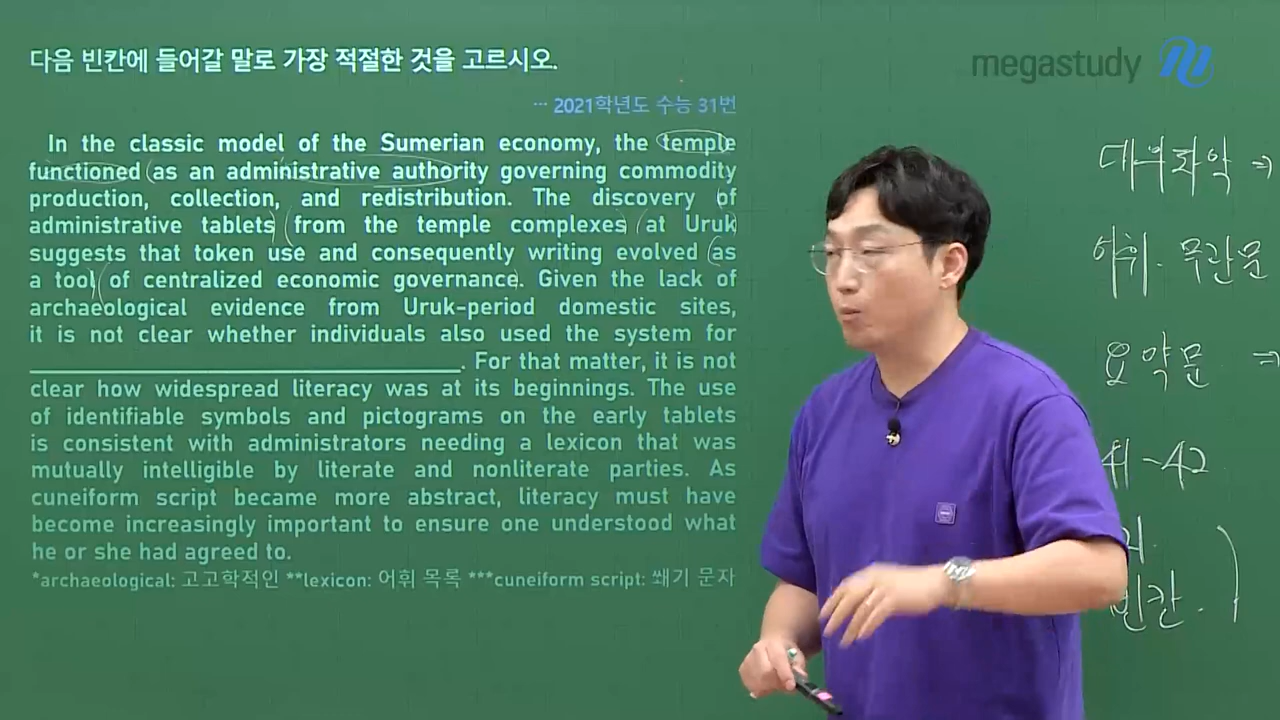 다음 빈칸에 들어갈 말로 가장 적절한 것을 고르시오.
megastudy
··· 2021학년도 수능 31번
In the classic model of the Sumerian economy, the temple
functioned as an administrative authority governing commodity
production, collection, and redistribution. The discovery of
administrative tablets from the temple complexes at Uruk
suggests that token use and consequently writing evolved as
a tool of centralized economic governance. Given the lack of
archaeological evidence from Uruk-period domestic sites,
it is not clear whether individuals also used the system for
. For that matter, it is not
clear how widespread literacy was at its beginnings. The use
of identifiable symbols and pictograms on the early tablets
is consistent with administrators needing a lexicon that was
mutually intelligible by literate and nonliterate parties. As
cuneiform script became more abstract, literacy must have
become increasingly important to ensure one understood what
he or she had agreed to.
*archaeological: 고고학적인 **lexicon: 어휘 목록 ***cuneiform script: 쐐기 문자
어휘. 무관문
요약문 ⇒
41-42
빈칸.